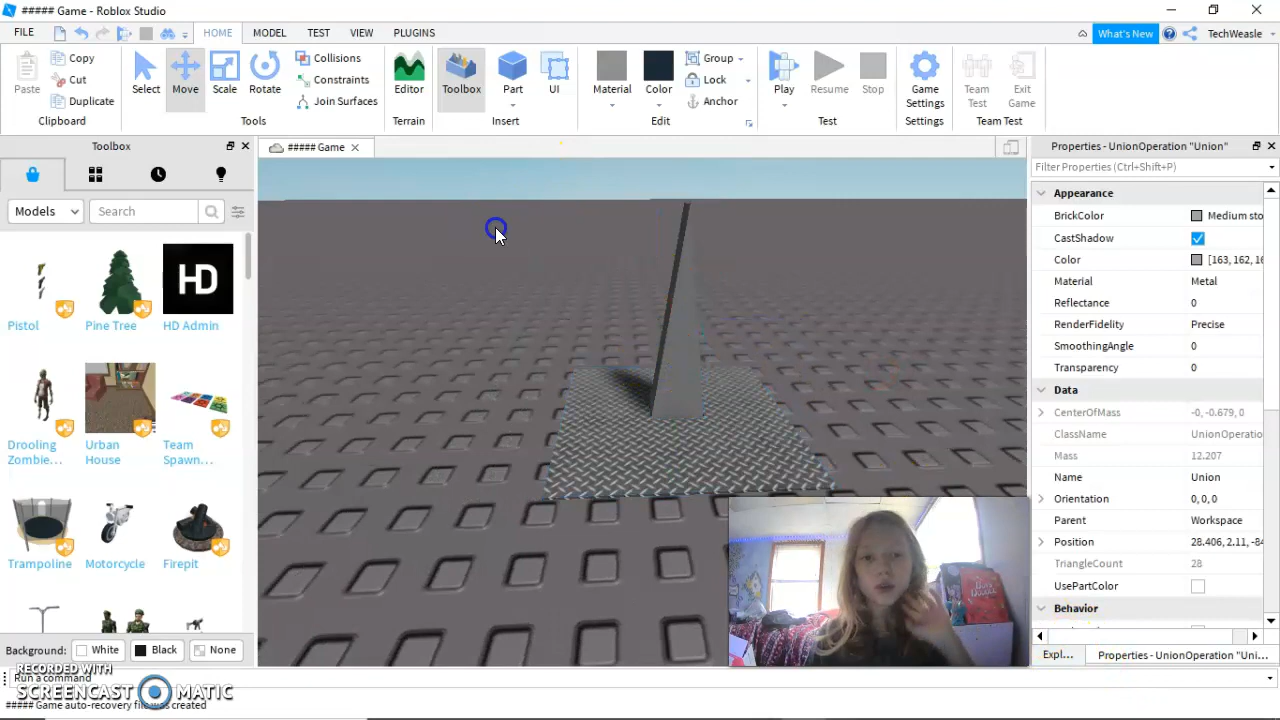 ##### Game - Roblox Studio
FILE HOME MODEL TEST VIEW PLUGINS What's New TechWeasle
Paste Copy Cut Duplicate Clipboard
Select Move Scale Rotate Collisions Constraints Join Surfaces Tools
Editor Terrain
Toolbox Part UI Insert
Material Color Group Lock Anchor Edit
Play Resume Stop Test
Game Settings Settings
Team Test Exit Game Team Test
Toolbox
Models Search
Pistol Pine Tree HD Admin
Drooling Zombie... Urban House Team Spawn...
Trampoline Motorcycle Firepit
Background: White Black None
##### Game
Properties - UnionOperation "Union"
Filter Properties (Ctrl+Shift+P)
Appearance
BrickColor Medium sto
CastShadow
Color [163, 162, 16
Material Metal
Reflectance 0
RenderFidelity Precise
SmoothingAngle 0
Transparency 0
Data
CenterOfMass -0, -0.679, 0
ClassName UnionOperatio
Mass 12.207
Name Union
Orientation 0, 0, 0
Parent Workspace
Position 28.406, 2.11, -84
TriangleCount 28
UsePartColor
Behavior
Expl... Properties - UnionOperation "Uni...
Run a command
RECORDED WITH
SCREENCAST MATIC
##### Game auto-recovery file was created